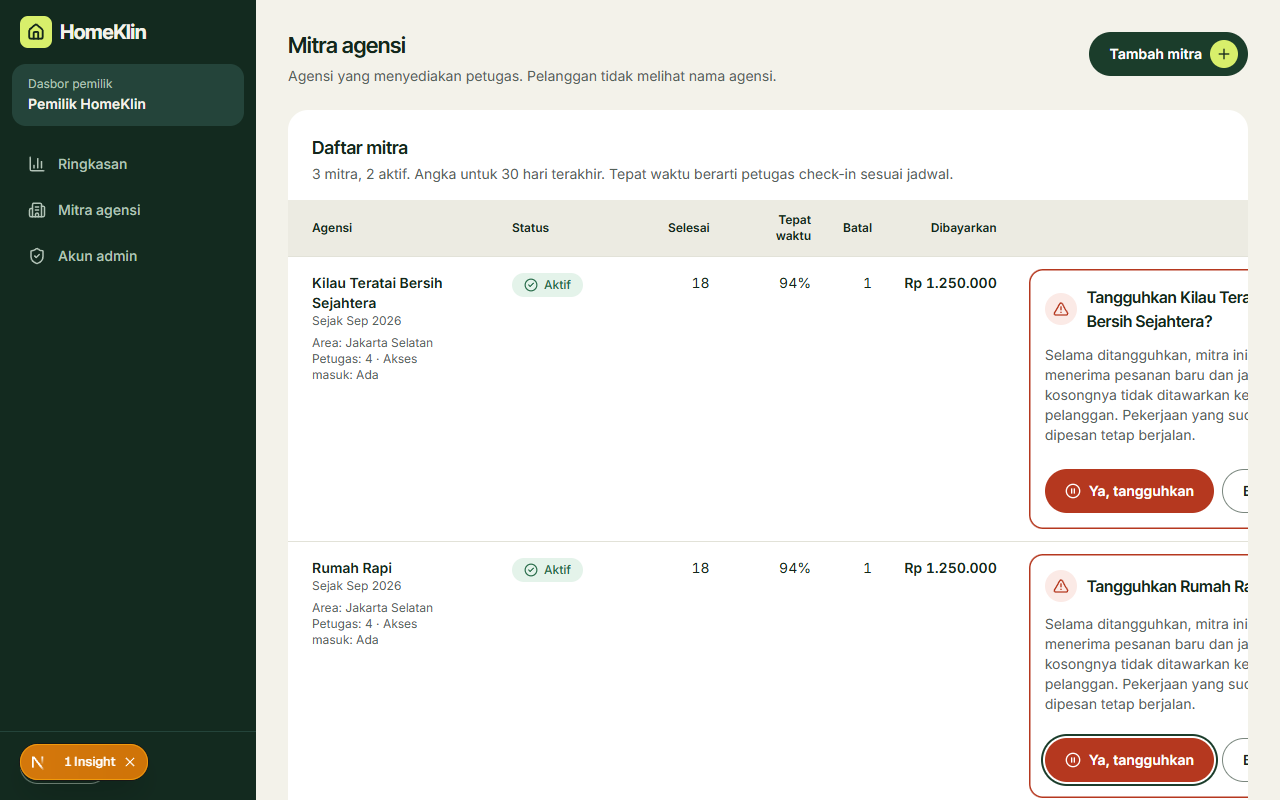 HomeKlin
Dasbor pemilik
Pemilik HomeKlin
Ringkasan
Mitra agensi
Akun admin
1 Insight
Mitra agensi
Agensi yang menyediakan petugas. Pelanggan tidak melihat nama agensi.
Tambah mitra
Daftar mitra
3 mitra, 2 aktif. Angka untuk 30 hari terakhir. Tepat waktu berarti petugas check-in sesuai jadwal.
Agensi Status Selesai Tepat waktu Batal Dibayarkan
Kilau Teratai Bersih
Sejahtera
Sejak Sep 2026
Area: Jakarta Selatan
Petugas: 4 · Akses
masuk: Ada
Aktif
18
94%
1
Rp 1.250.000
Tangguhkan Kilau Tera
Bersih Sejahtera?
Selama ditangguhkan, mitra ini
menerima pesanan baru dan ja
kosongnya tidak ditawarkan ke
pelanggan. Pekerjaan yang suc
dipesan tetap berjalan.
Ya, tangguhkan
Rumah Rapi
Sejak Sep 2026
Area: Jakarta Selatan
Petugas: 4 · Akses
masuk: Ada
Aktif
18
94%
1
Rp 1.250.000
Tangguhkan Rumah Ra
Selama ditangguhkan, mitra ini
menerima pesanan baru dan ja
kosongnya tidak ditawarkan ke
pelanggan. Pekerjaan yang suc
dipesan tetap berjalan.
Ya, tangguhkan